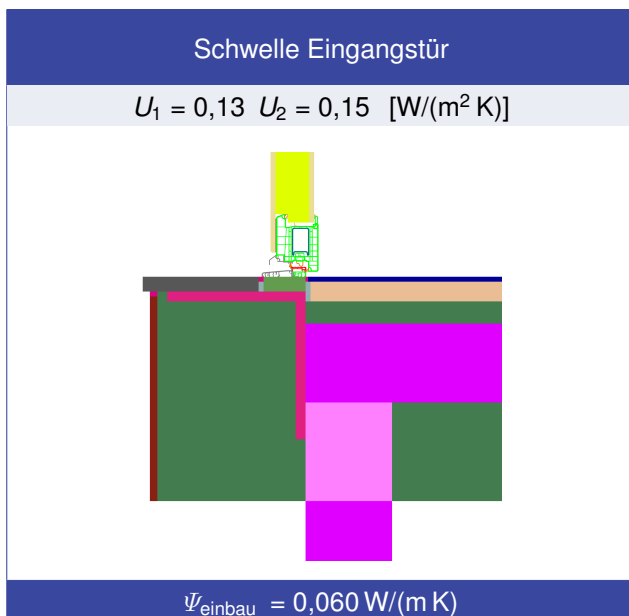 Schwelle Eingangstür
U₁ = 0,13 U₂ = 0,15 [W/(m² K)]
Ψeinbau = 0,060 W/(m K)